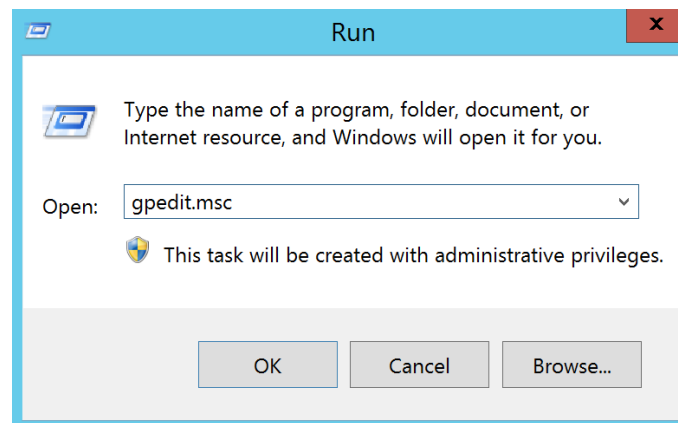 Run
x
Type the name of a program, folder, document, or
Internet resource, and Windows will open it for you.
Open: gpedit.msc
This task will be created with administrative privileges.
OK Cancel Browse...